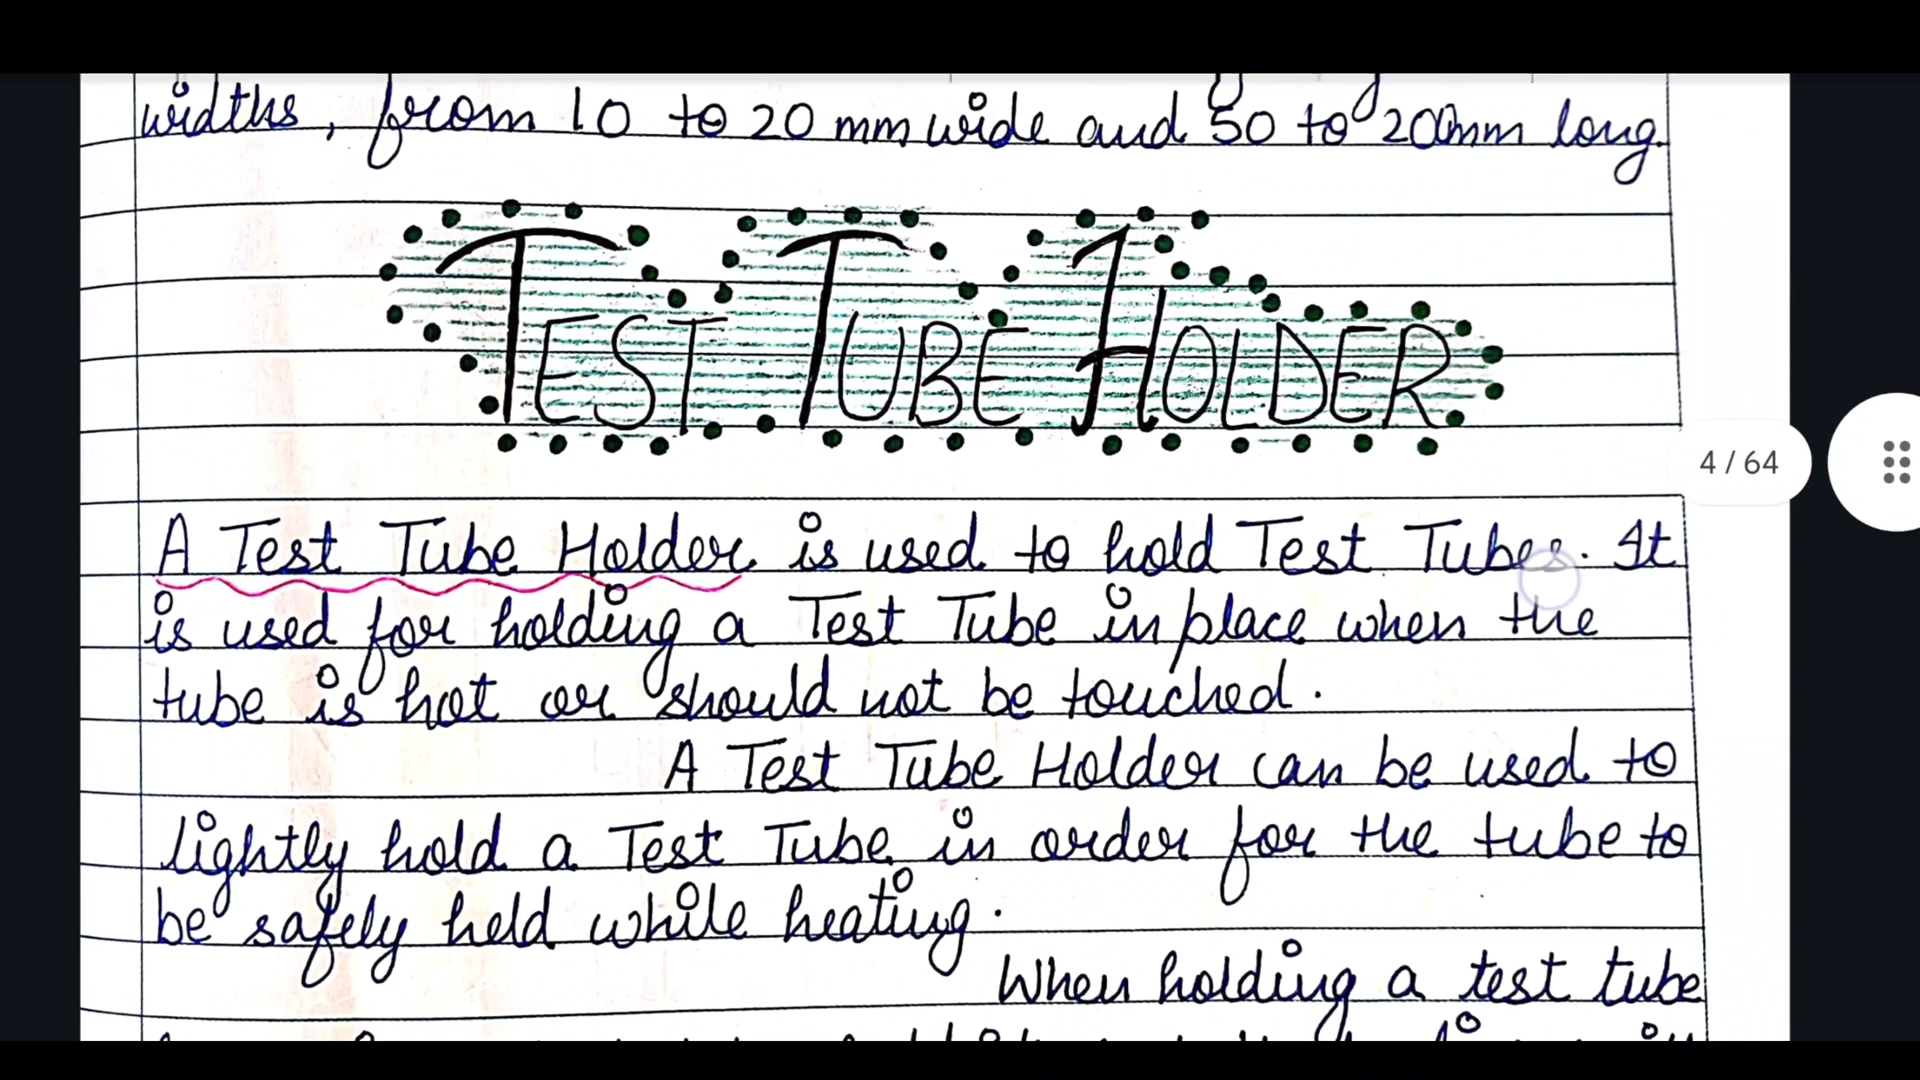 widths, from 10 to 20 mm wide and 50 to 200mm long.
TEST TUBE HOLDER
4 / 64
A Test Tube Holder is used to hold Test Tubes. It
is used for holding a Test Tube in place when the
tube is hot or should not be touched.
A Test Tube Holder can be used to
lightly hold a Test Tube in order for the tube to
be safely held while heating.
When holding a test tube